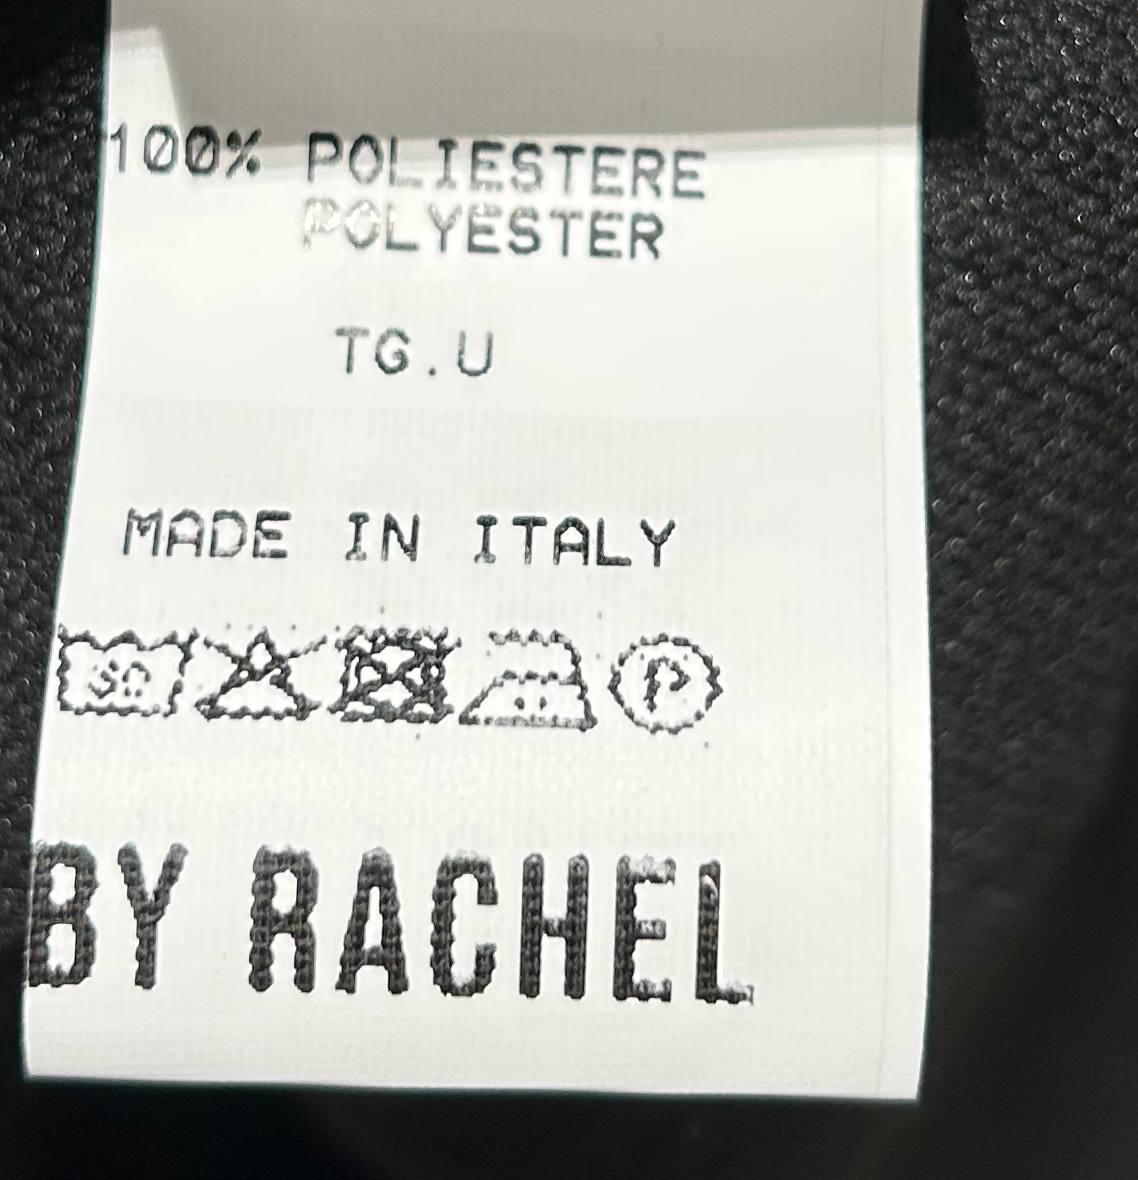 100% POLIESTERE
POLYESTER
TG.U
MADE IN ITALY
P
BY RACHEL